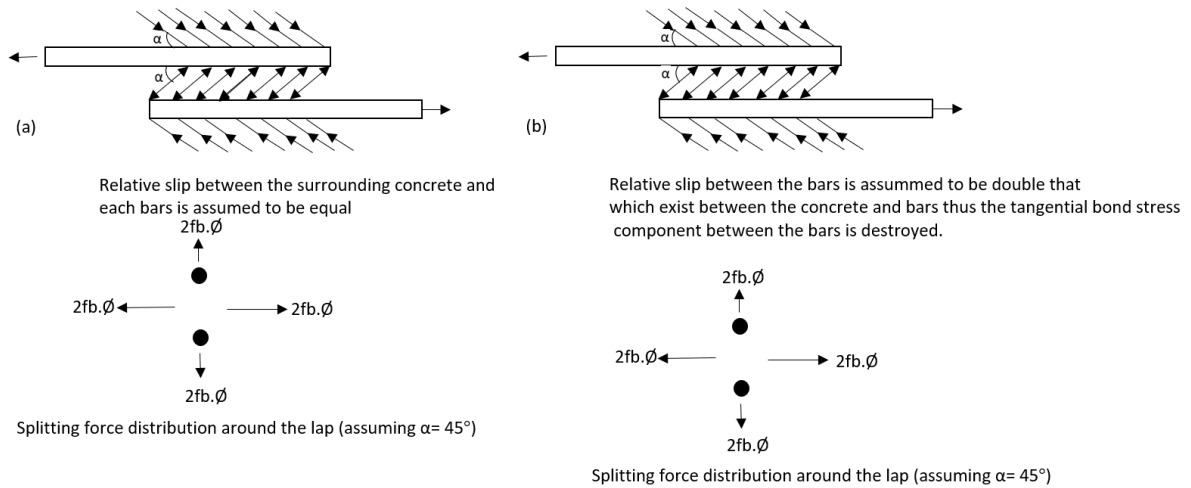 α
α
(a)
Relative slip between the surrounding concrete and
each bars is assumed to be equal
2fb.Ø
2fb.Ø
2fb.Ø
2fb.Ø
Splitting force distribution around the lap (assuming α= 45°)
α
α
(b)
Relative slip between the bars is assummed to be double that
which exist between the concrete and bars thus the tangential bond stress
component between the bars is destroyed.
2fb.Ø
2fb.Ø
2fb.Ø
2fb.Ø
Splitting force distribution around the lap (assuming α= 45°)